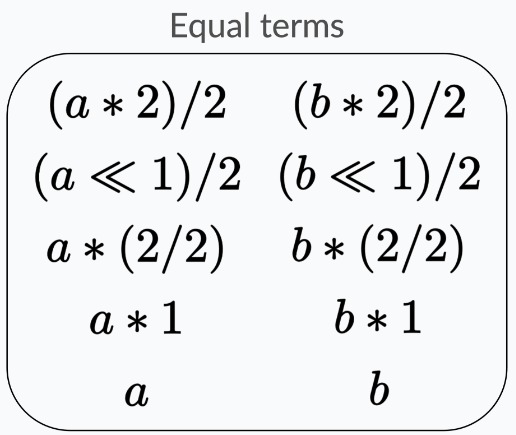 Equal terms
(a ∗ 2)/2 (b ∗ 2)/2
(a ≪ 1)/2 (b ≪ 1)/2
a ∗ (2/2) b ∗ (2/2)
a ∗ 1 b ∗ 1
a b